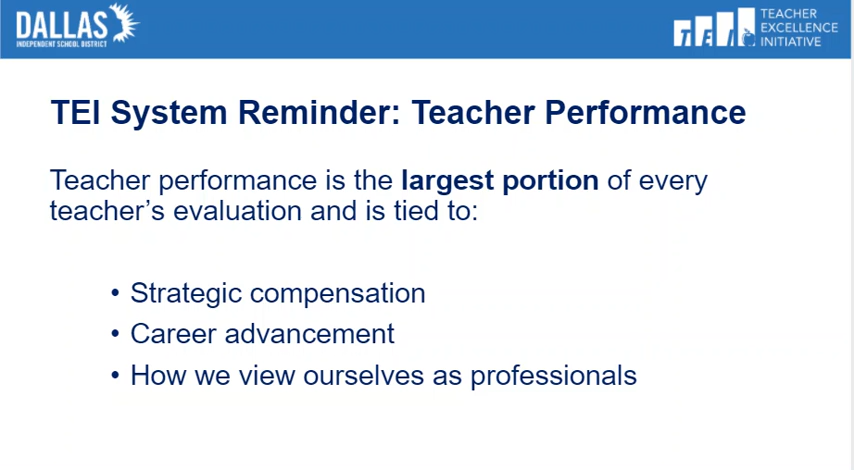 DALLAS
INDEPENDENT SCHOOL DISTRICT
TEI
TEACHER
EXCELLENCE
INITIATIVE
TEI System Reminder: Teacher Performance
Teacher performance is the largest portion of every
teacher’s evaluation and is tied to:
• Strategic compensation
• Career advancement
• How we view ourselves as professionals